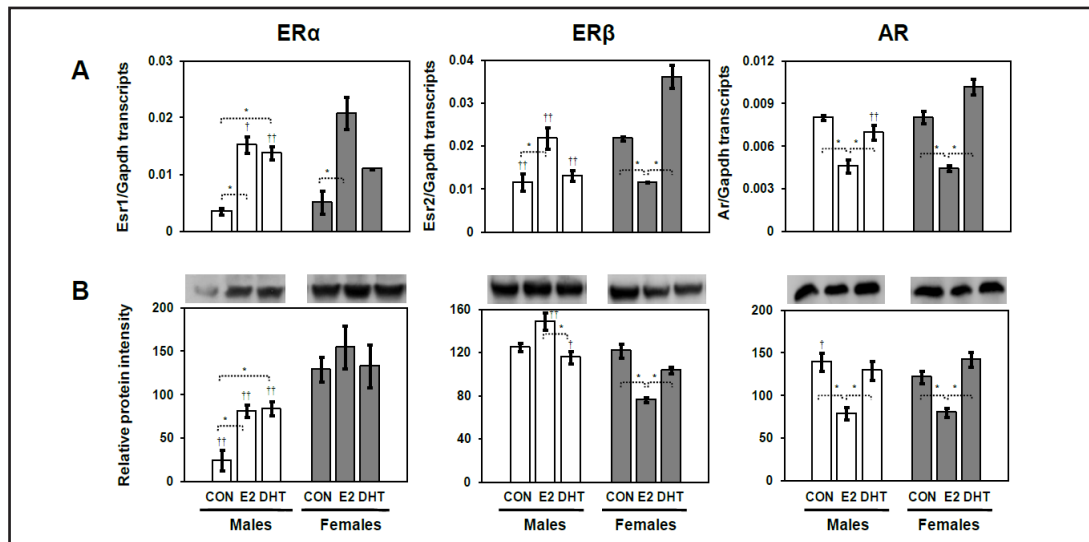 ERα ERβ AR
A
Esr1/Gapdh transcripts
0.03
0.02
0.01
0
* * † †† *
Esr2/Gapdh transcripts
0.04
0.03
0.02
0.01
0
†† * †† †† * *
Ar/Gapdh transcripts
0.012
0.009
0.006
0.003
0
* * †† * *
B
Relative protein intensity
200
150
100
50
0
†† * * †† ††
160
120
80
40
0
†† * † * *
200
150
100
50
0
† * * * *
CON E2 DHT CON E2 DHT CON E2 DHT CON E2 DHT CON E2 DHT CON E2 DHT
Males Females Males Females Males Females